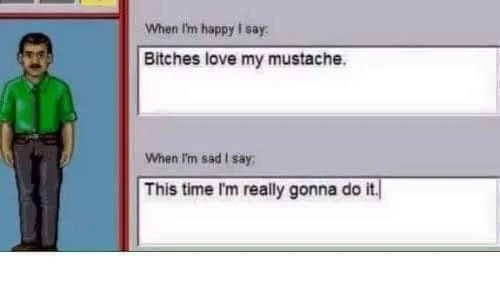 When I'm happy I say:
Bitches love my mustache.
When I'm sad I say:
This time I'm really gonna do it.